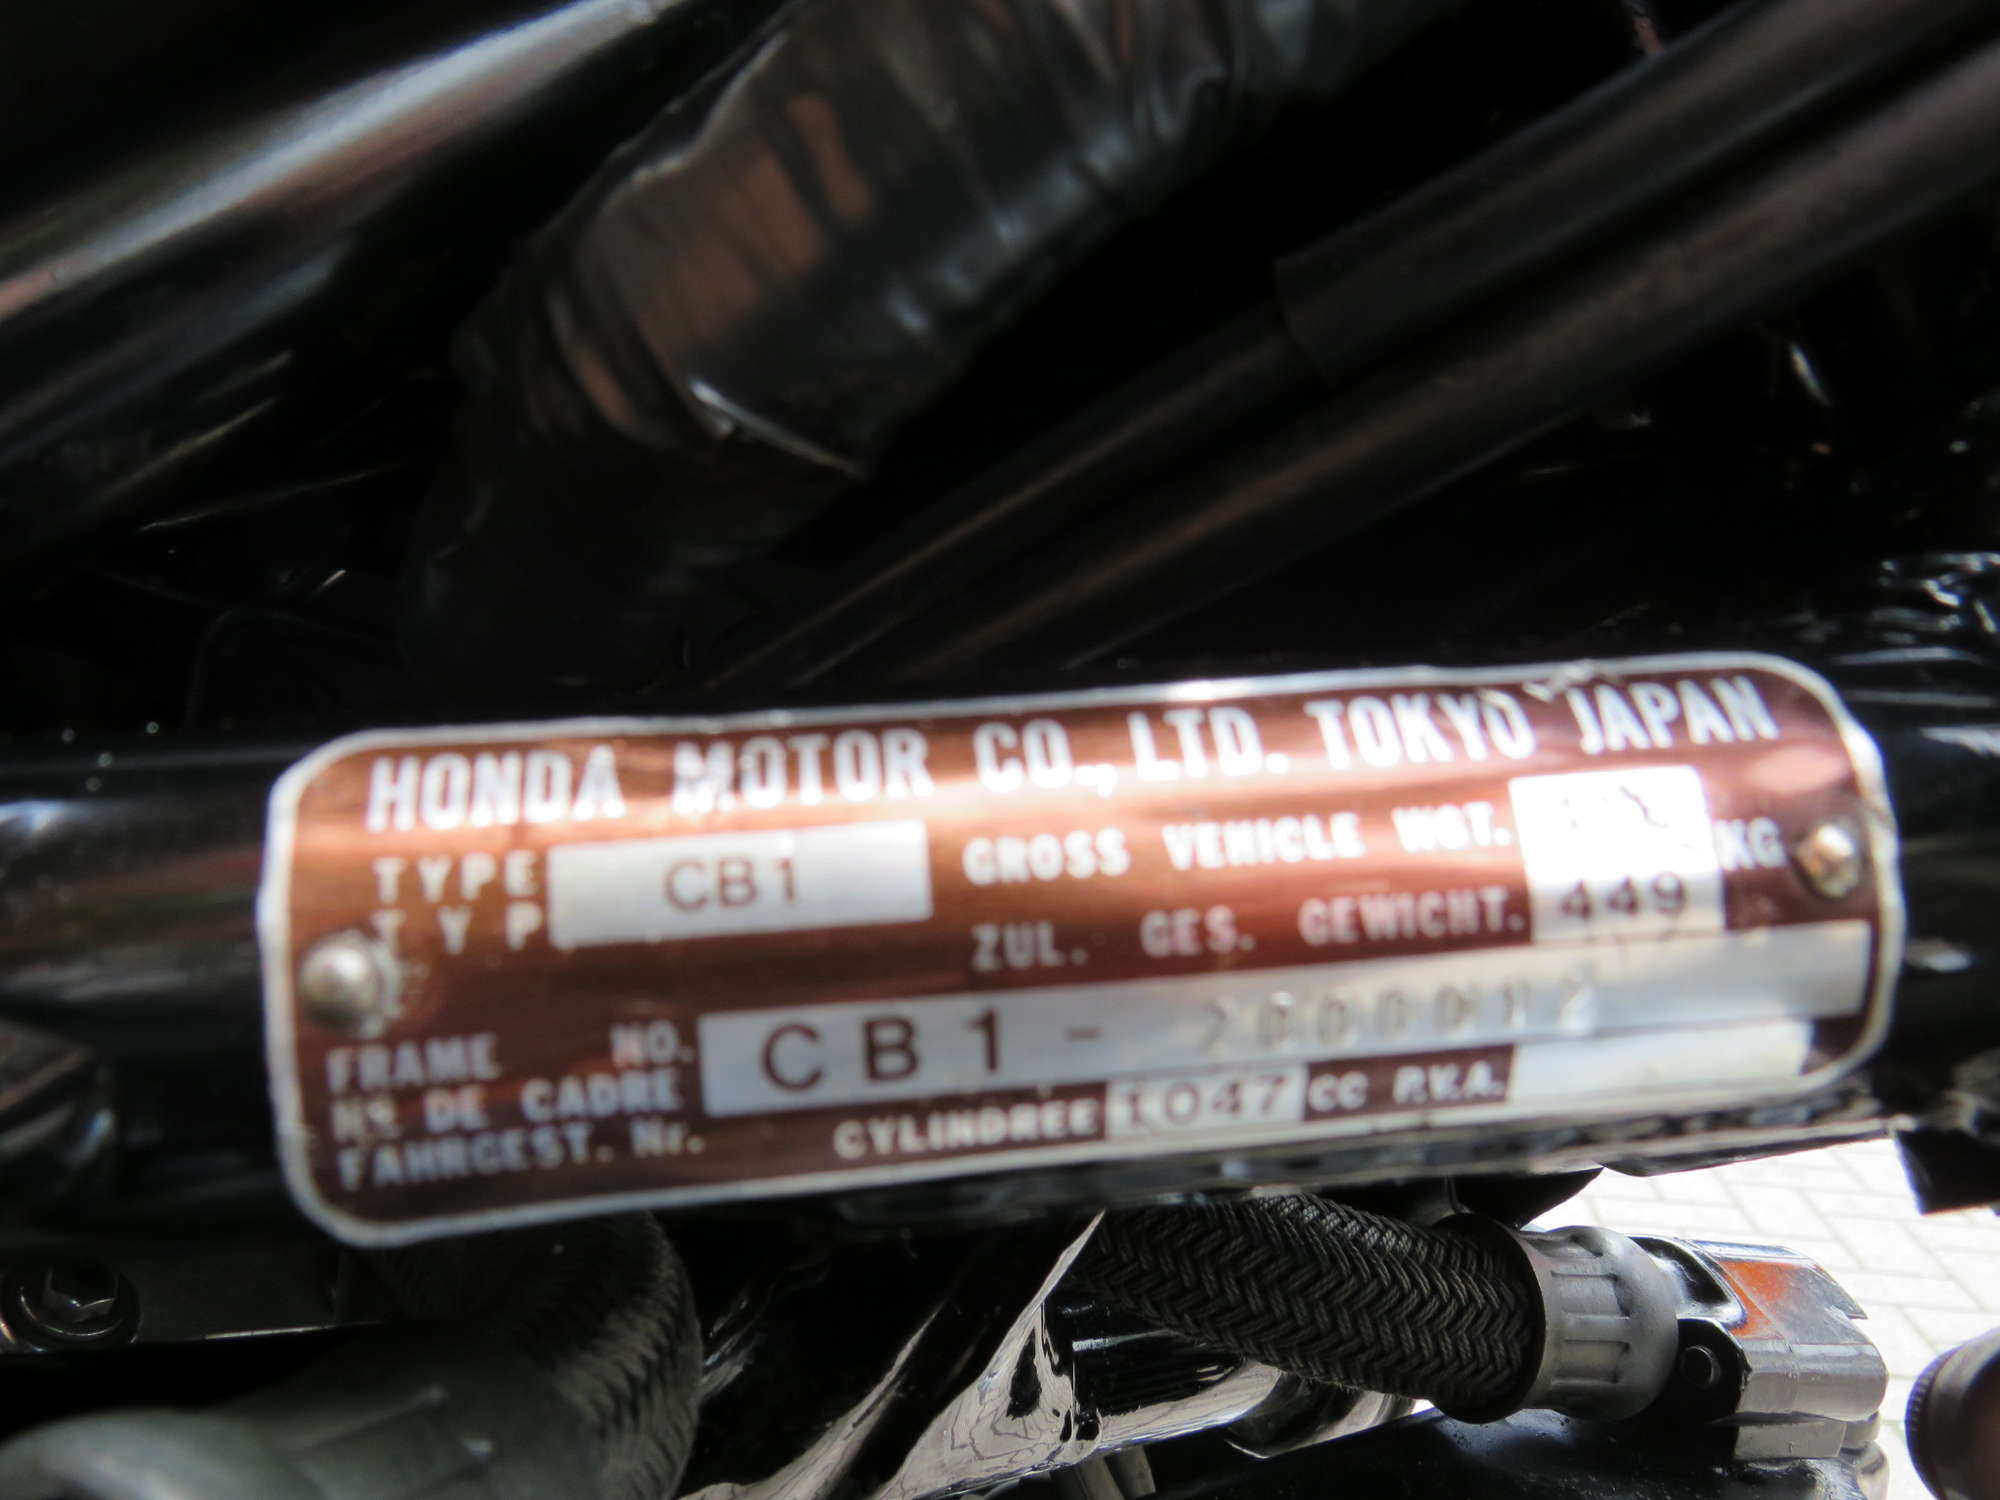 HONDA MOTOR CO., LTD. TOKYO JAPAN
TYPE CB1 GROSS VEHICLE WGT. KG
TYP. ZUL. GES. GEWICHT. 449
FRAME NO. CB1-
NS DE CADRE
FAHRGEST. Nr. CYLINDREE 1047 CC P.V.A.